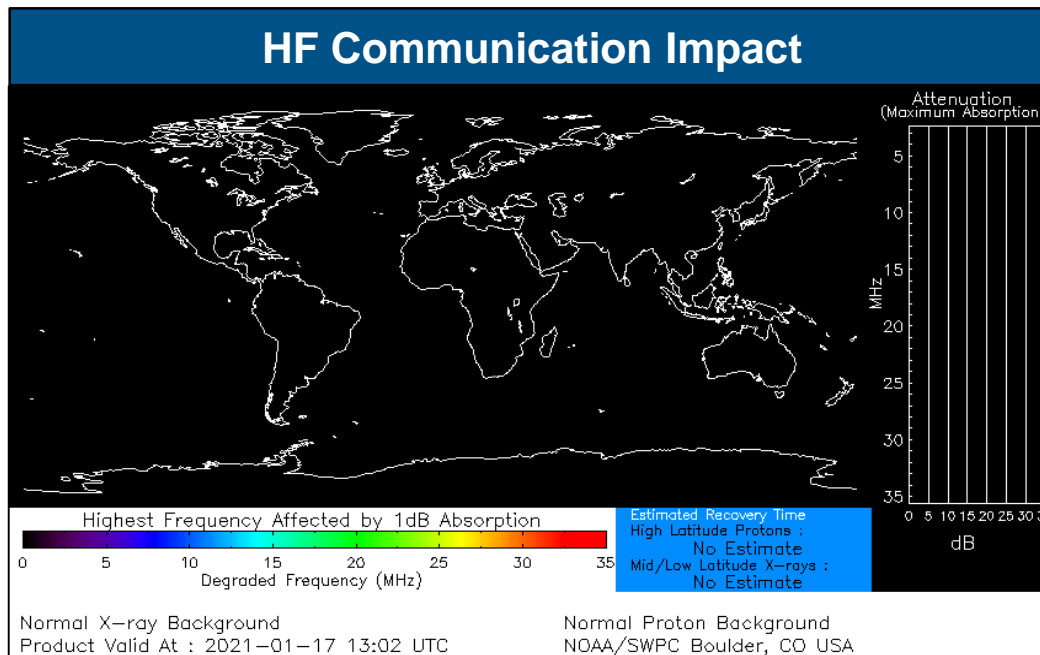 HF Communication Impact
Attenuation
(Maximum Absorption
5
10
15
20
25
30
35
MHz
0 5 10 15 20 25 30 3
dB
Highest Frequency Affected by 1dB Absorption
0 5 10 15 20 25 30 35
Degraded Frequency (MHz)
Estimated Recovery Time
High Latitude Protons :
No Estimate
Mid/Low Latitude X-rays :
No Estimate
Normal X-ray Background
Normal Proton Background
Product Valid At : 2021-01-17 13:02 UTC
NOAA/SWPC Boulder, CO USA